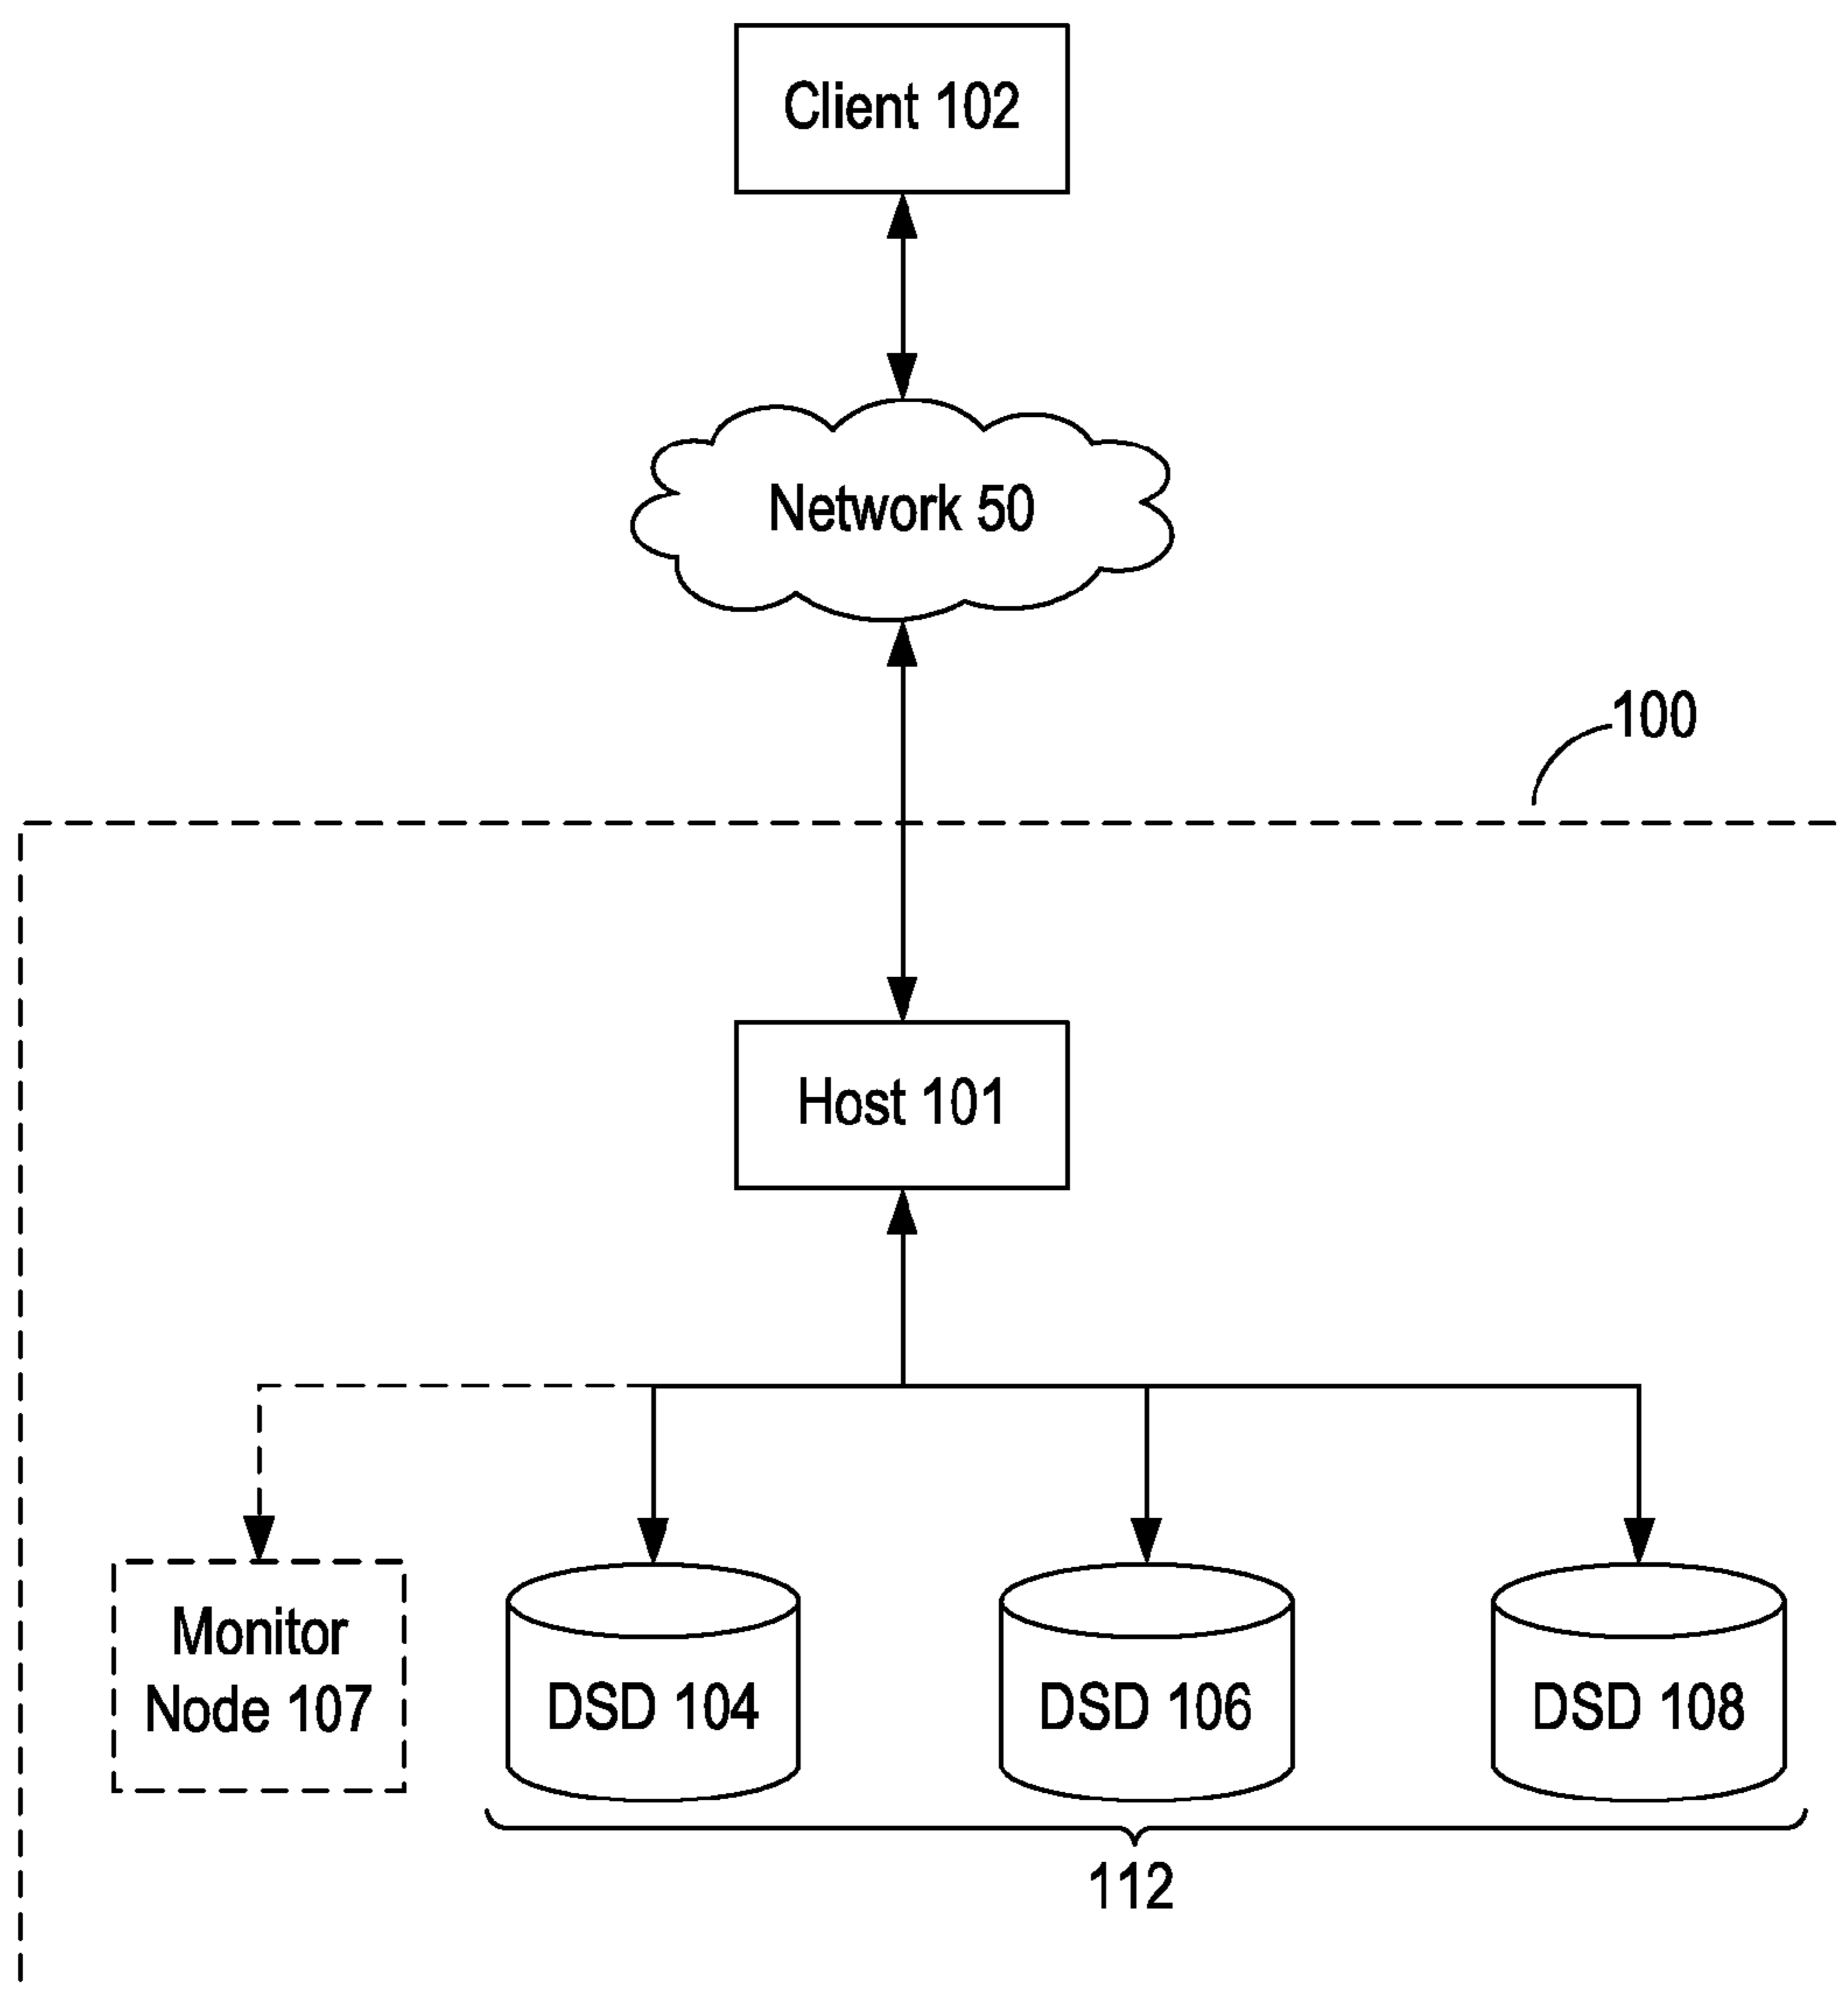 Client 102
Network 50
100
Host 101
Monitor
Node 107
DSD 104
DSD 106
DSD 108
112